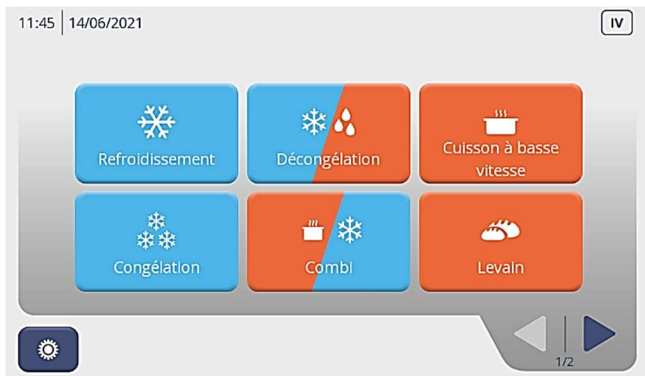 11:45 14/06/2021
IV
Refroidissement
Décongélation
Cuisson à basse
vitesse
Congélation
Combi
Levain
1/2